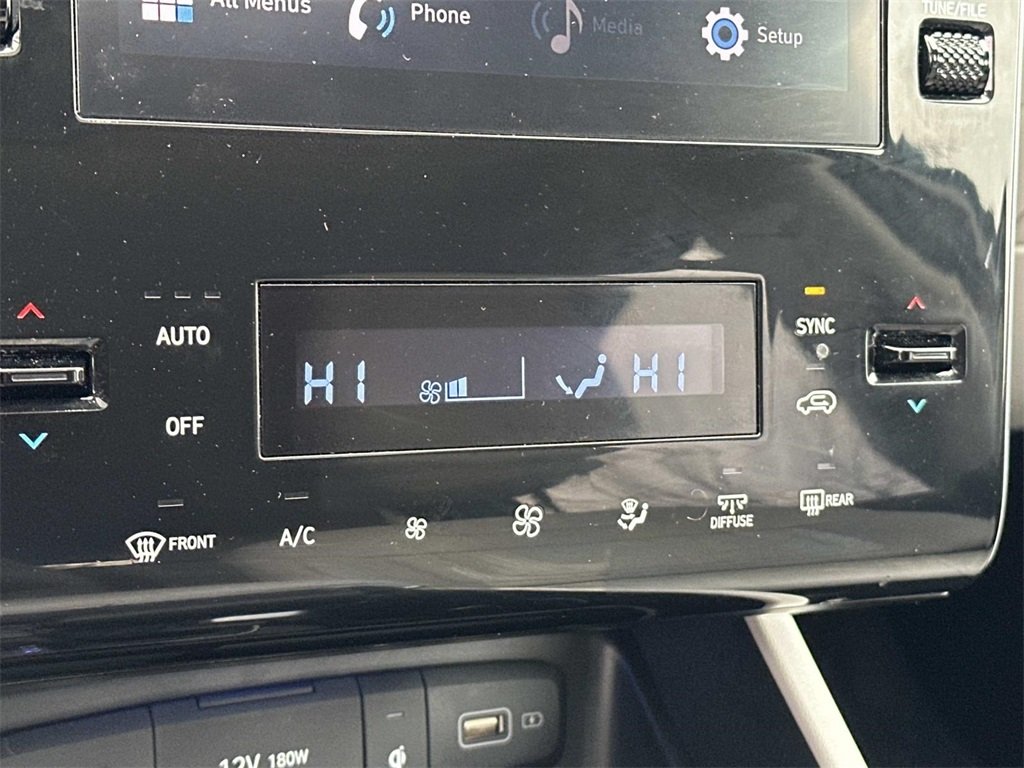 All Menus
Phone
Media
Setup
TUNE/FILE
AUTO
SYNC
HI
HI
OFF
FRONT
A/C
DIFFUSE
REAR
12V 180W